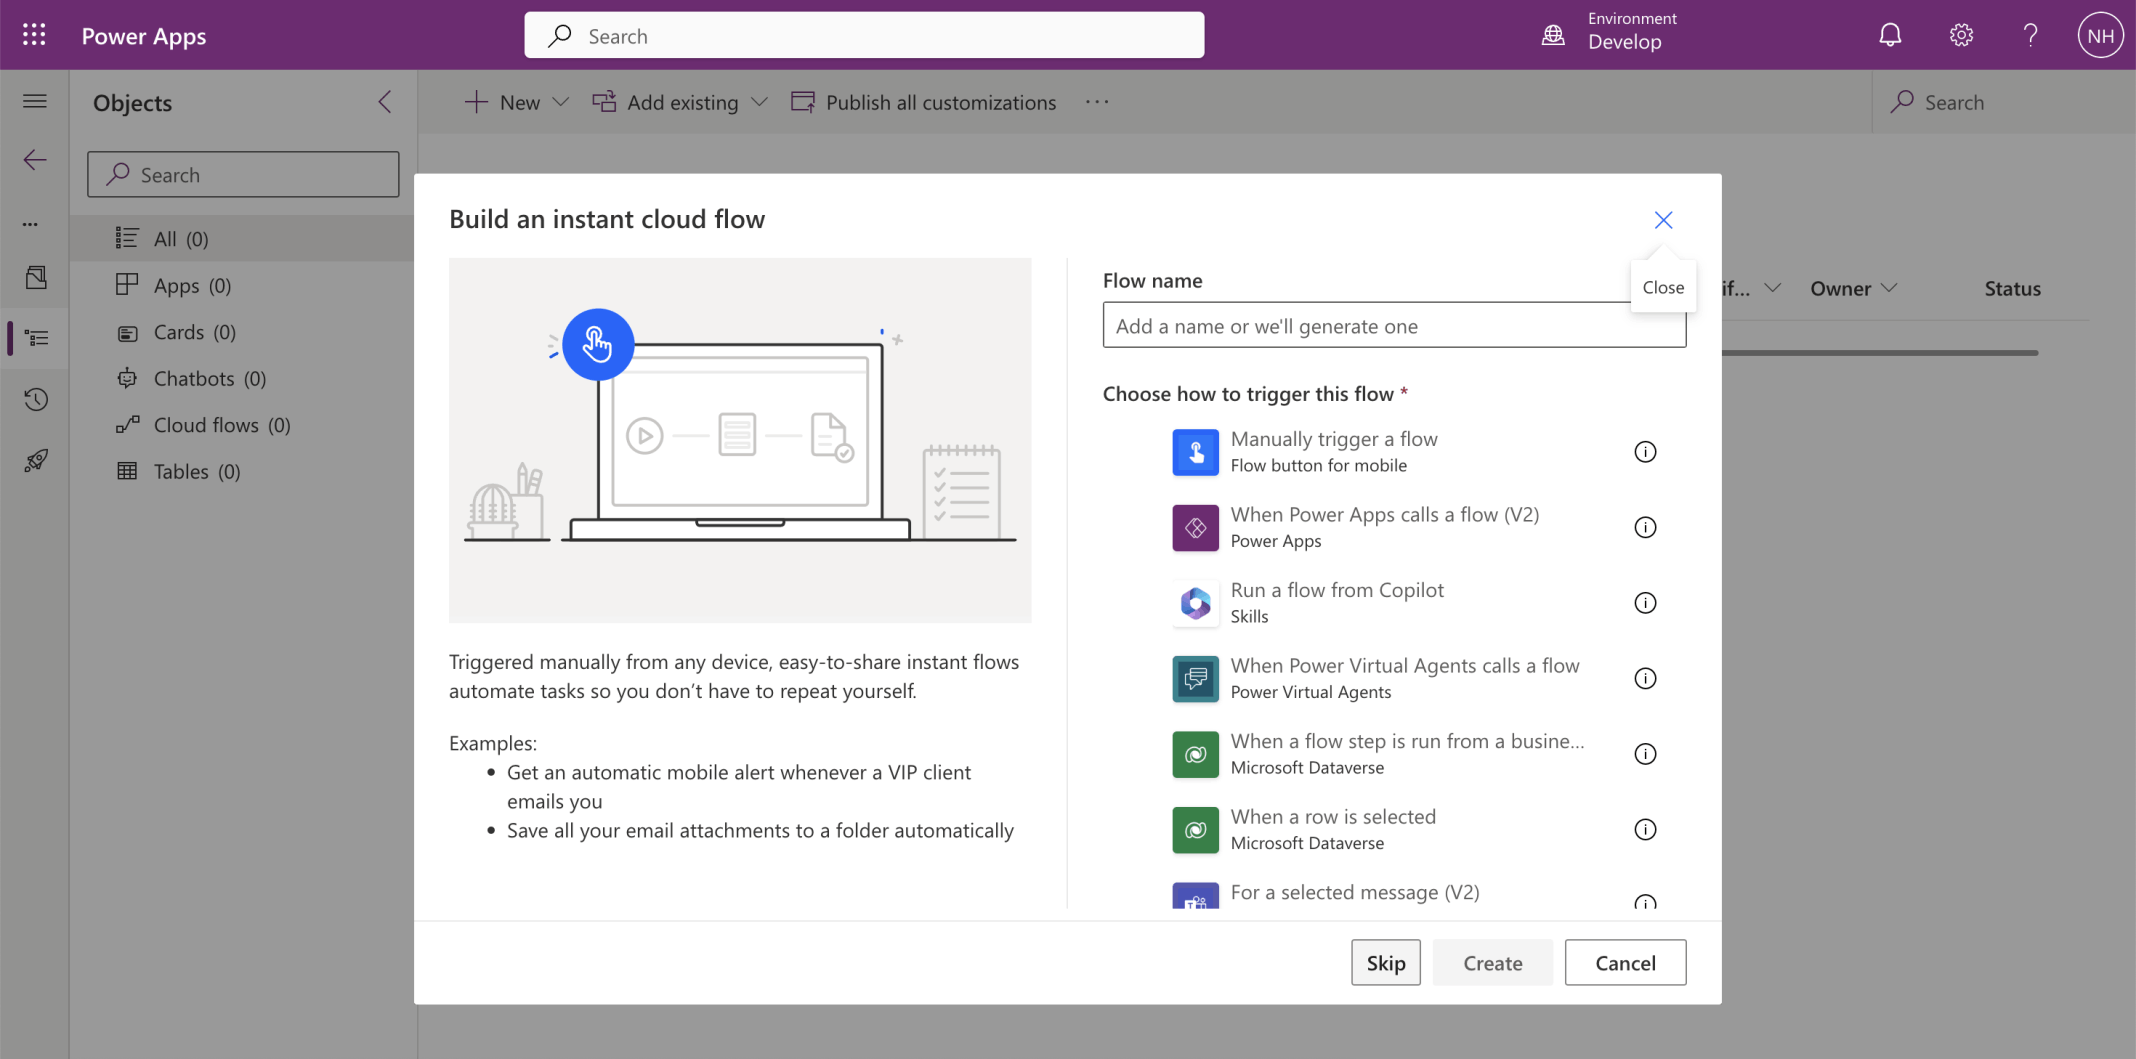 Power Apps
Search
Environment
Develop
NH
Objects
New
Add existing
Publish all customizations
Search
Search
All (0)
Apps (0)
Cards (0)
Chatbots (0)
Cloud flows (0)
Tables (0)
Build an instant cloud flow
Close
if...
Owner
Status
Triggered manually from any device, easy-to-share instant flows
automate tasks so you don’t have to repeat yourself.
Examples:
• Get an automatic mobile alert whenever a VIP client
emails you
• Save all your email attachments to a folder automatically
Flow name
Add a name or we'll generate one
Choose how to trigger this flow *
Manually trigger a flow
Flow button for mobile
When Power Apps calls a flow (V2)
Power Apps
Run a flow from Copilot
Skills
When Power Virtual Agents calls a flow
Power Virtual Agents
When a flow step is run from a busine...
Microsoft Dataverse
When a row is selected
Microsoft Dataverse
For a selected message (V2)
Skip
Create
Cancel